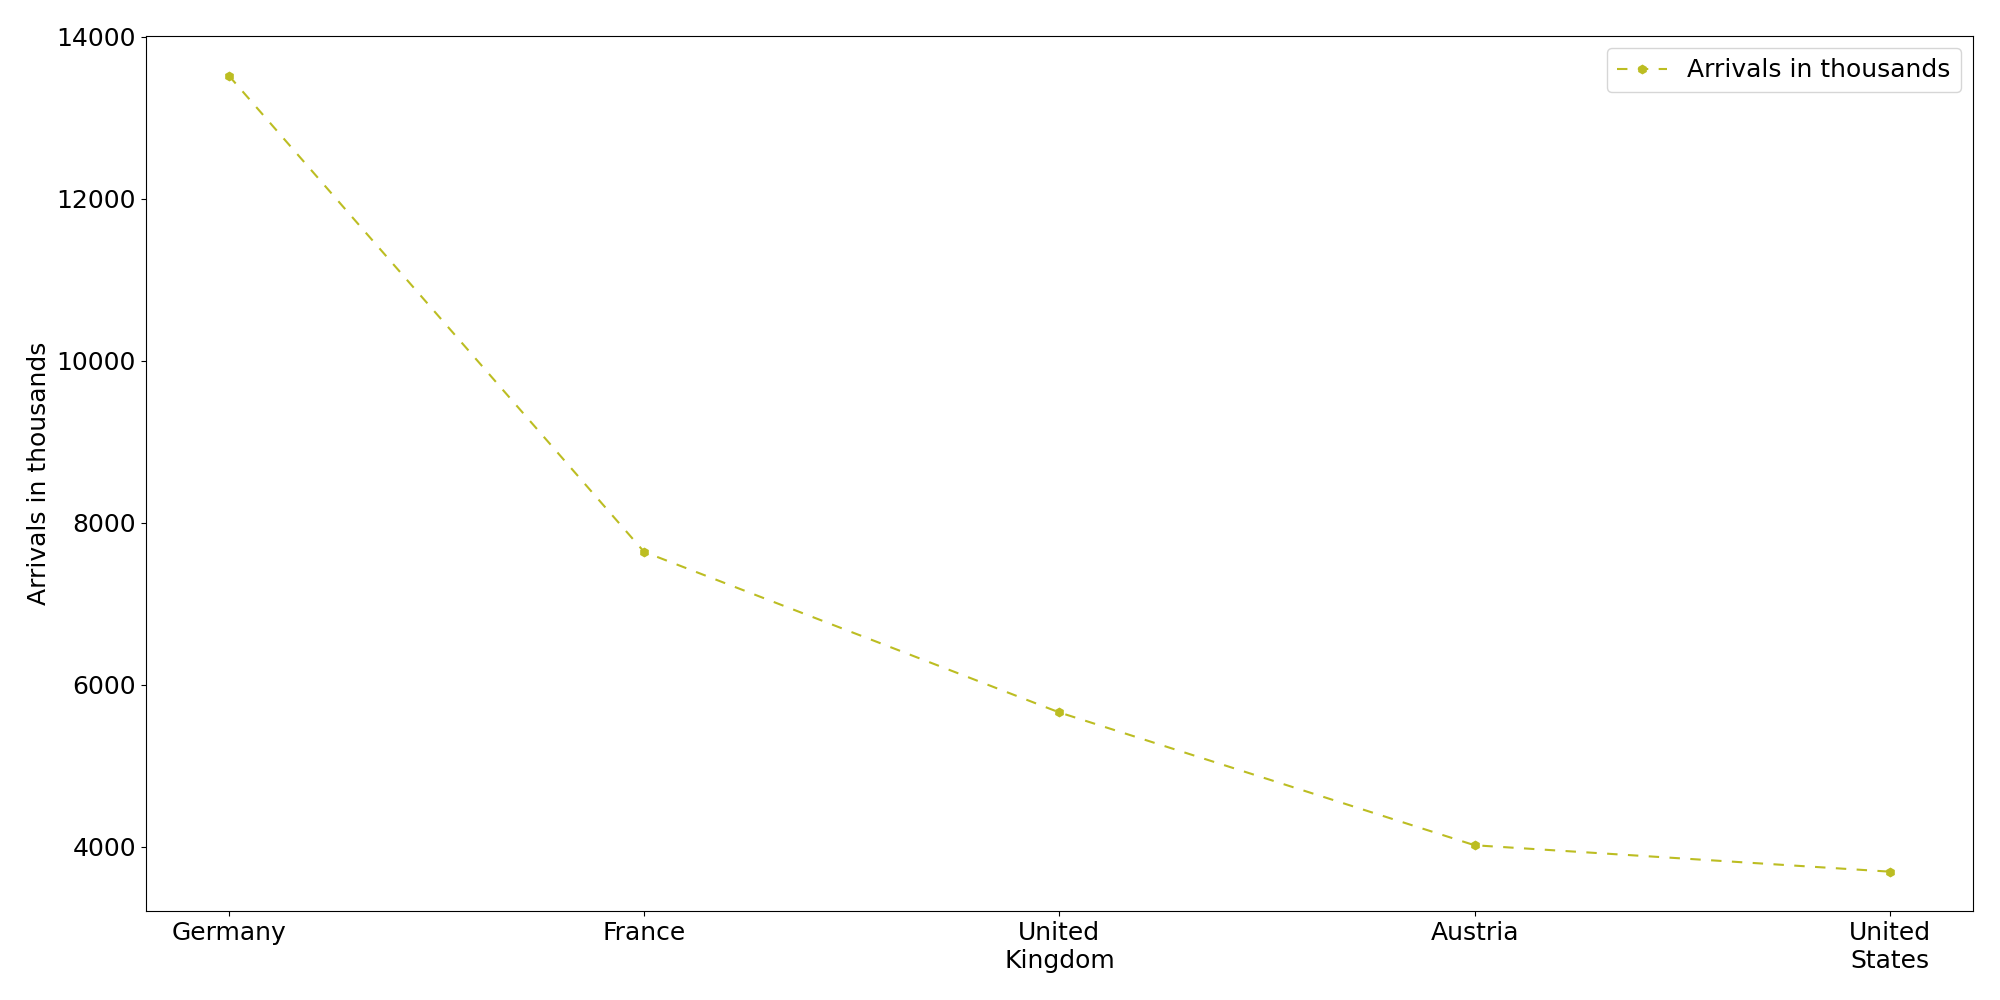 14000
12000
10000
8000
6000
4000
Arrivals in thousands
Arrivals in thousands
Germany
France
United
Kingdom
Austria
United
States